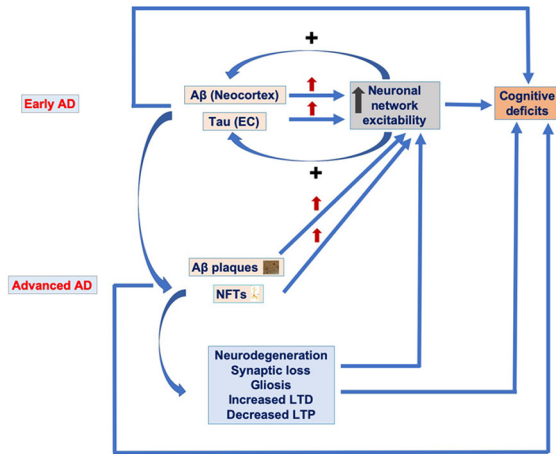 +
Aβ (Neocortex)
Neuronal
network
excitability
Cognitive
deficits
Early AD
Tau (EC)
+
Aβ plaques
Advanced AD
NFTs
Neurodegeneration
Synaptic loss
Gliosis
Increased LTD
Decreased LTP